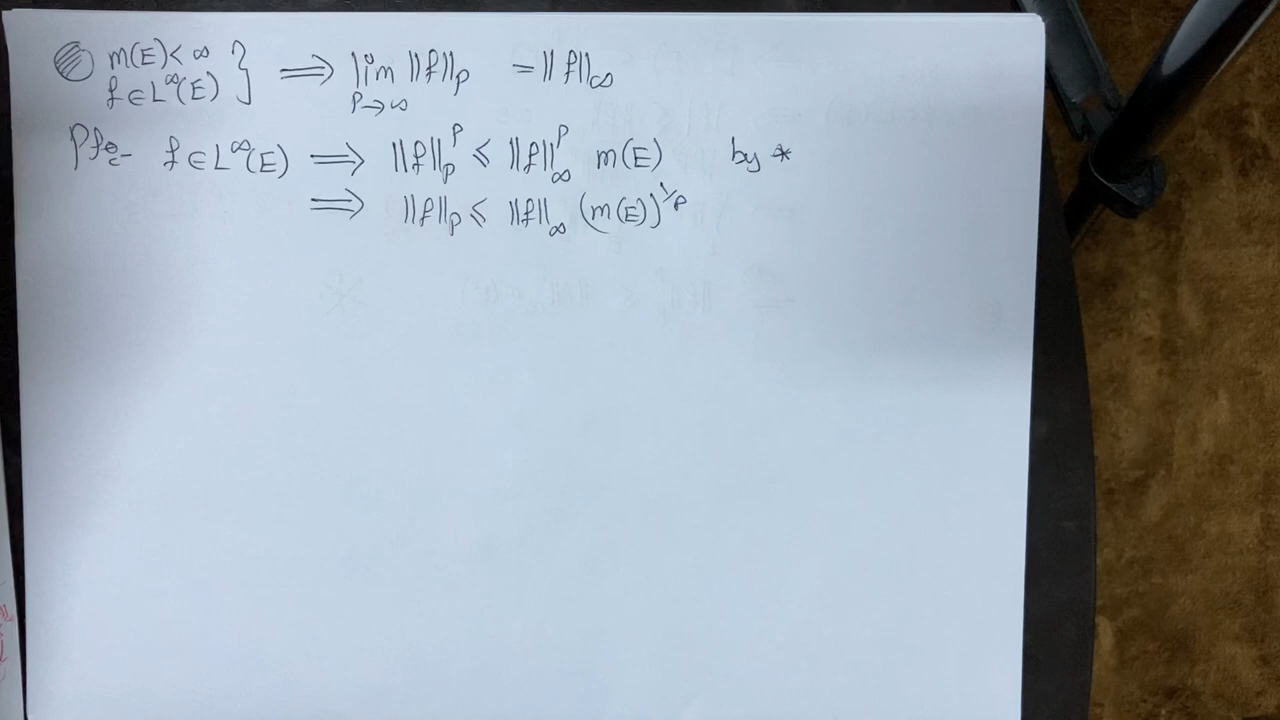 m(E) < ∞
f ∈ L^∞(E) } ⟹ lim_{p→∞} ||f||_p = ||f||_∞
Pf:- f ∈ L^∞(E) ⟹ ||f||_p^p ≤ ||f||_∞^p m(E) by *
⟹ ||f||_p ≤ ||f||_∞ (m(E))^{1/p}